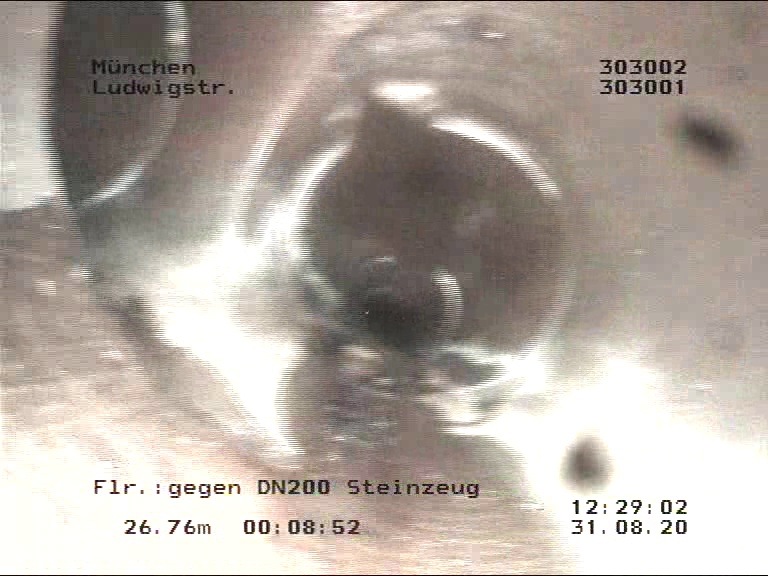 München
Ludwigstr.
303002
303001
Flr.:gegen DN200 Steinzeug
26.76m 00:08:52
12:29:02
31.08.20